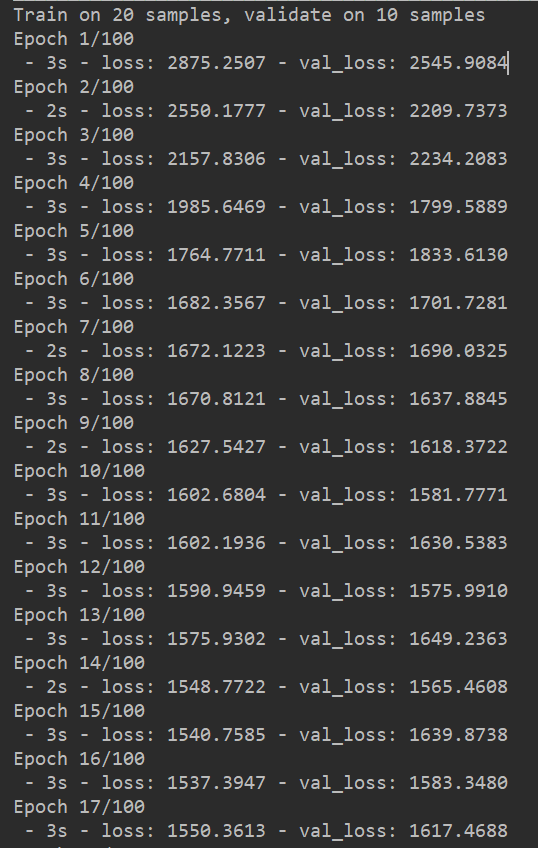 Train on 20 samples, validate on 10 samples
Epoch 1/100
- 3s - loss: 2875.2507 - val_loss: 2545.9084
Epoch 2/100
- 2s - loss: 2550.1777 - val_loss: 2209.7373
Epoch 3/100
- 3s - loss: 2157.8306 - val_loss: 2234.2083
Epoch 4/100
- 3s - loss: 1985.6469 - val_loss: 1799.5889
Epoch 5/100
- 3s - loss: 1764.7711 - val_loss: 1833.6130
Epoch 6/100
- 3s - loss: 1682.3567 - val_loss: 1701.7281
Epoch 7/100
- 2s - loss: 1672.1223 - val_loss: 1690.0325
Epoch 8/100
- 3s - loss: 1670.8121 - val_loss: 1637.8845
Epoch 9/100
- 2s - loss: 1627.5427 - val_loss: 1618.3722
Epoch 10/100
- 3s - loss: 1602.6804 - val_loss: 1581.7771
Epoch 11/100
- 3s - loss: 1602.1936 - val_loss: 1630.5383
Epoch 12/100
- 3s - loss: 1590.9459 - val_loss: 1575.9910
Epoch 13/100
- 3s - loss: 1575.9302 - val_loss: 1649.2363
Epoch 14/100
- 2s - loss: 1548.7722 - val_loss: 1565.4608
Epoch 15/100
- 3s - loss: 1540.7585 - val_loss: 1639.8738
Epoch 16/100
- 3s - loss: 1537.3947 - val_loss: 1583.3480
Epoch 17/100
- 3s - loss: 1550.3613 - val_loss: 1617.4688